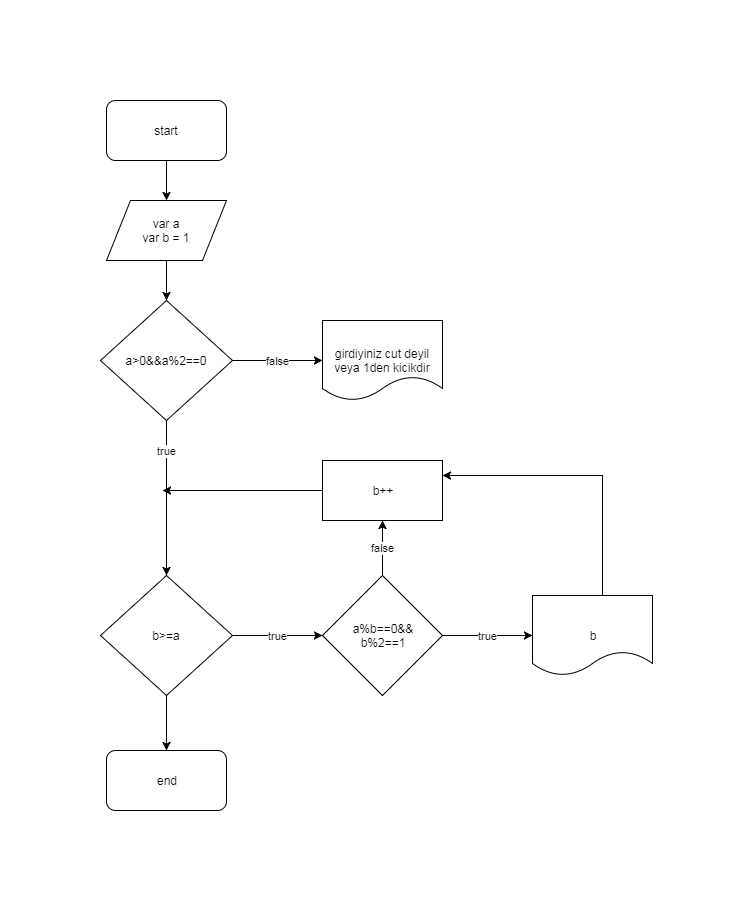 start
var a
var b = 1
a>0&&a%2==0
false
girdiyiniz cut deyil
veya 1den kicikdir
true
b++
false
b>=a
true
a%b==0&&
b%2==1
true
b
end